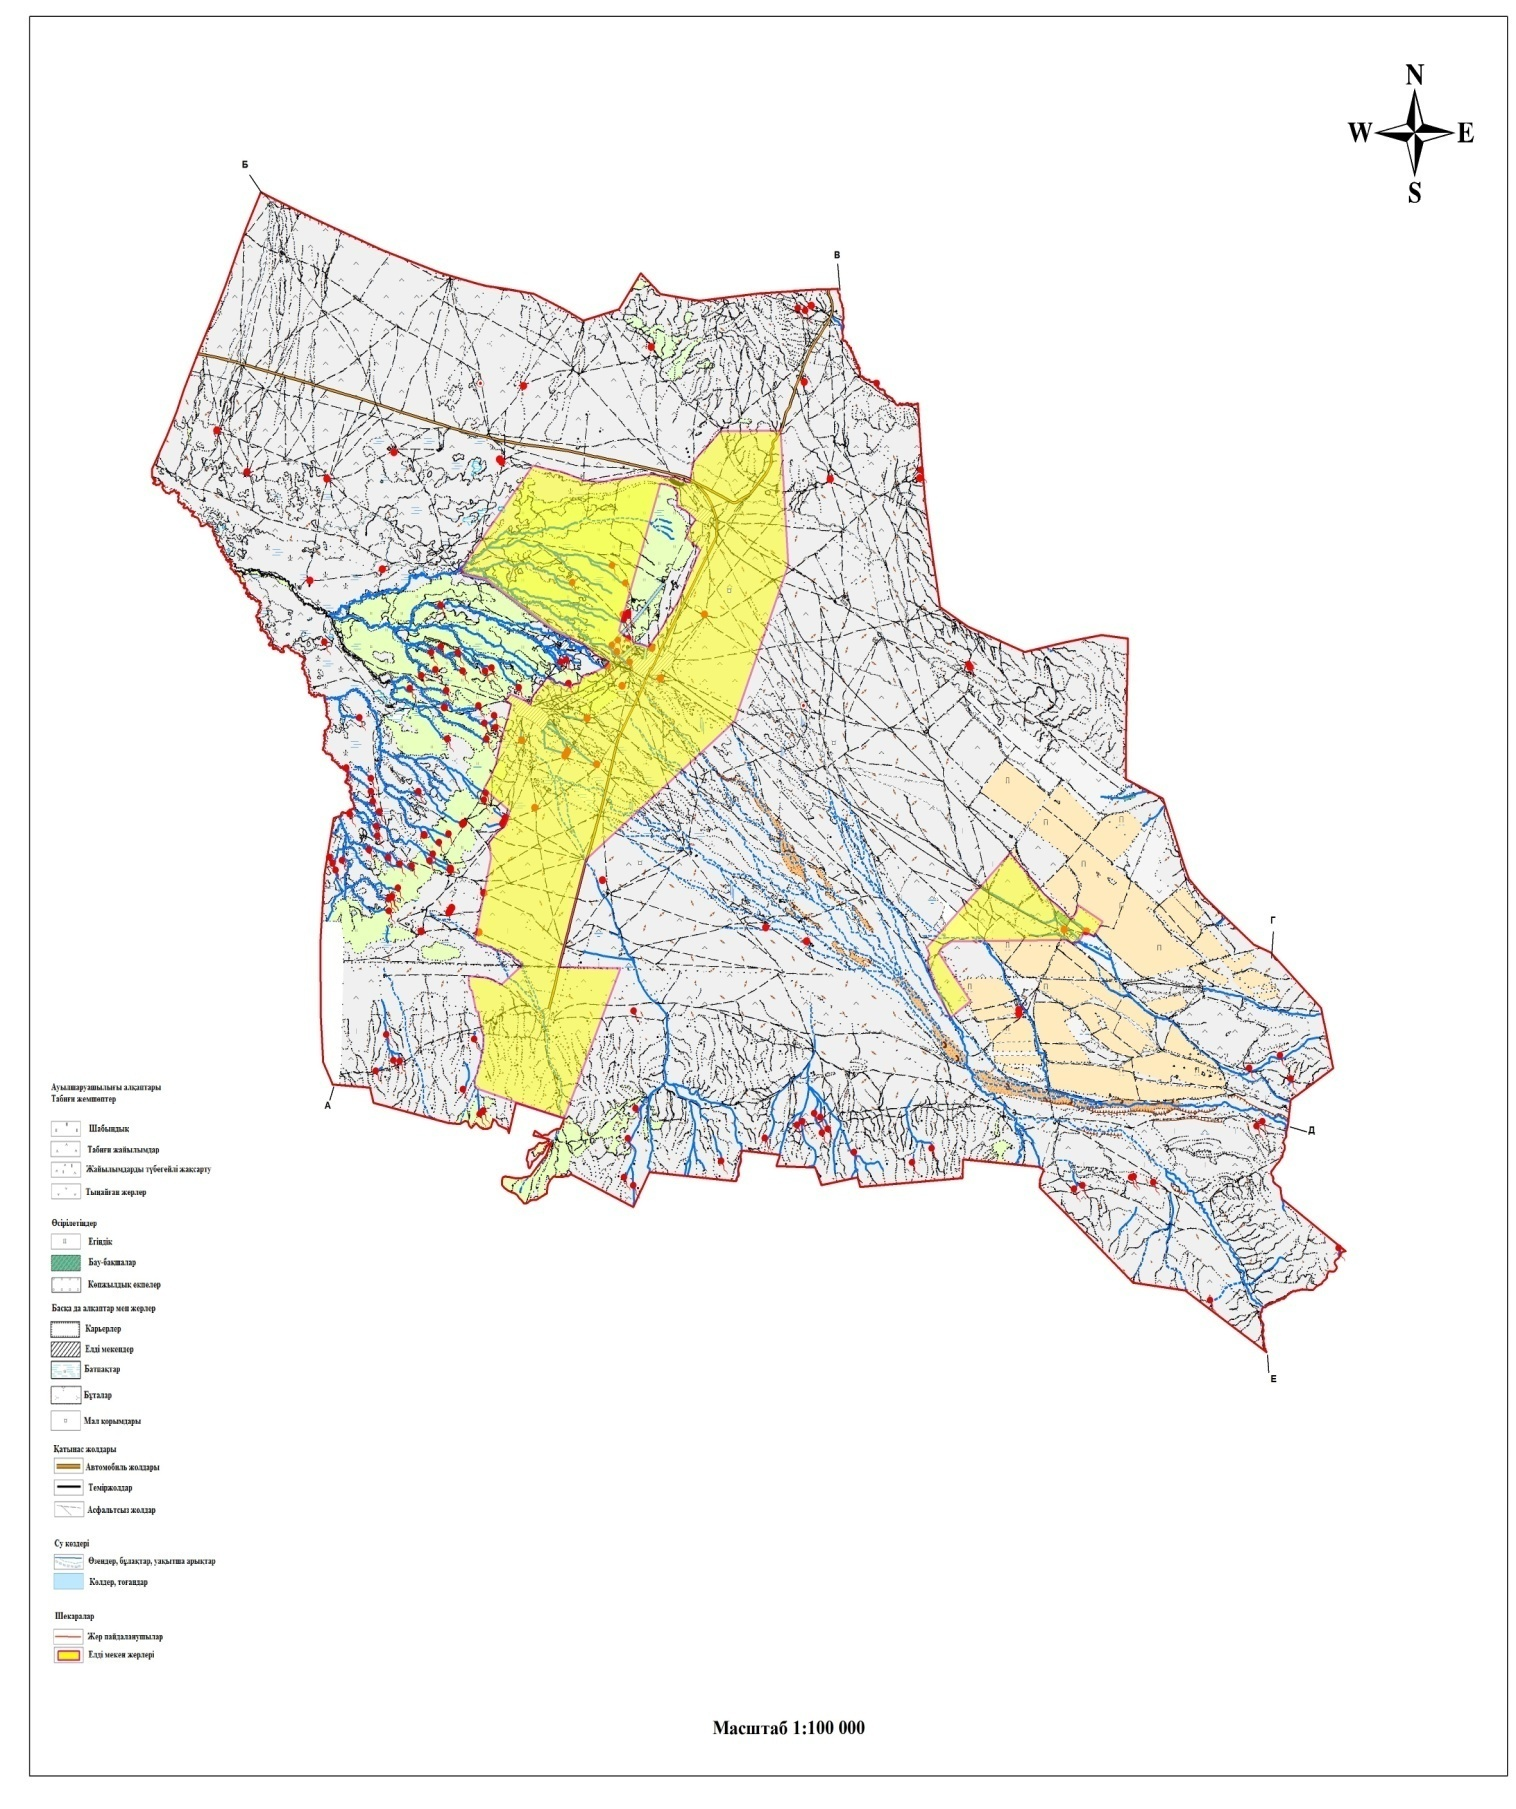 N
W E
S
Б
В
Г
А
Д
Е
Ауылшаруашылығы алқаптары
Табиғи жемшөптер
Шабындық
Табиғи жайылымдар
Жайылымдарды түбегейлі жақсарту
Тыңайған жерлер
Өсірілетіндер
Егіндік
Бау-бакшалар
Көпжылдық екпелер
Басқа да алқаптар мен жерлер
Карьерлер
Елді мекендер
Батпақтар
Бұталар
Мал қорымдары
Қатынас жолдары
Автомобиль жолдары
Теміржолдар
Асфальтсыз жолдар
Су көздері
Өзендер, бұлақтар, уақытша арықтар
Көлдер, тоғандар
Шекаралар
Жер пайдаланушылар
Елді мекен жерлері
Масштаб 1:100 000